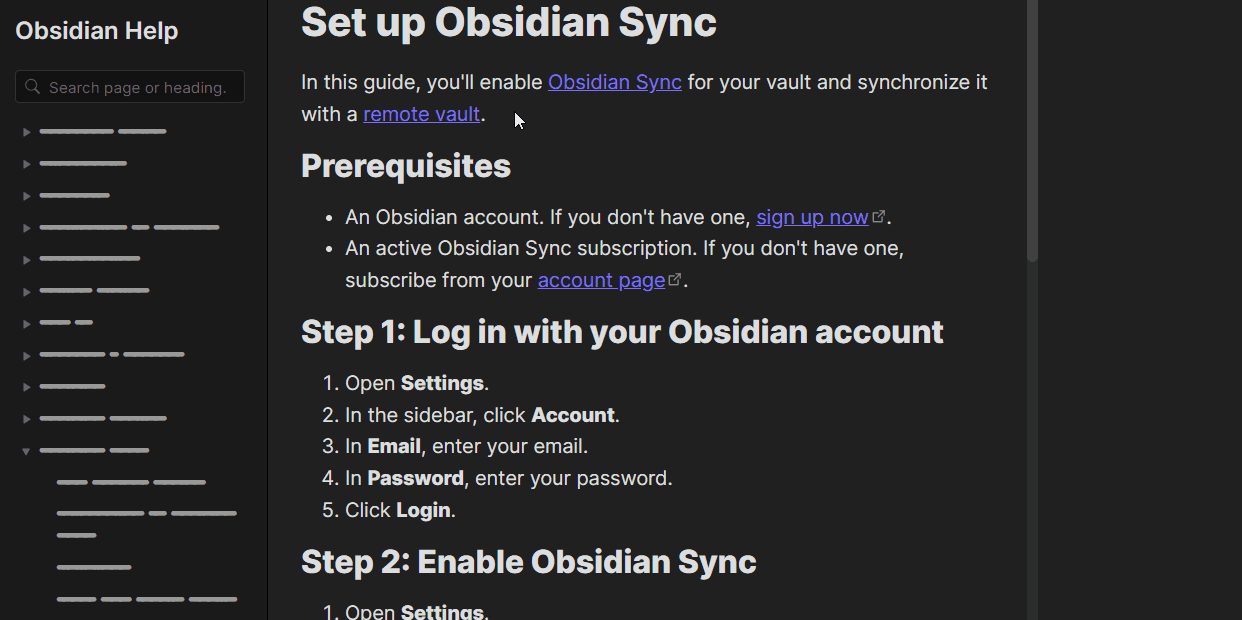 Obsidian Help
Search page or heading.
Set up Obsidian Sync
In this guide, you'll enable Obsidian Sync for your vault and synchronize it
with a remote vault.
Prerequisites
• An Obsidian account. If you don't have one, sign up now.
• An active Obsidian Sync subscription. If you don't have one,
subscribe from your account page.
Step 1: Log in with your Obsidian account
1. Open Settings.
2. In the sidebar, click Account.
3. In Email, enter your email.
4. In Password, enter your password.
5. Click Login.
Step 2: Enable Obsidian Sync
1. Open Settings.